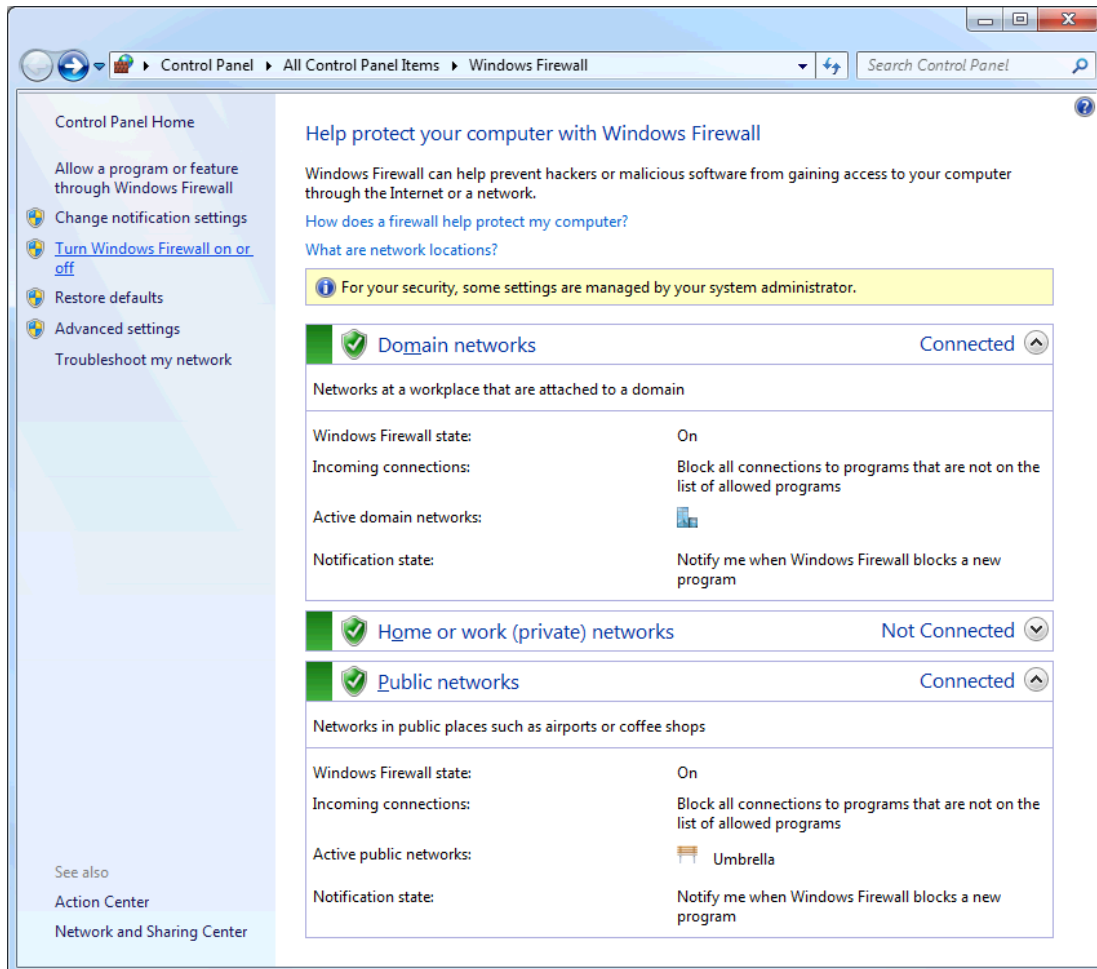 Control Panel All Control Panel Items Windows Firewall
Search Control Panel
Control Panel Home
Allow a program or feature
through Windows Firewall
Change notification settings
Turn Windows Firewall on or
off
Restore defaults
Advanced settings
Troubleshoot my network
See also
Action Center
Network and Sharing Center
Help protect your computer with Windows Firewall
Windows Firewall can help prevent hackers or malicious software from gaining access to your computer
through the Internet or a network.
How does a firewall help protect my computer?
What are network locations?
For your security, some settings are managed by your system administrator.
Domain networks Connected
Networks at a workplace that are attached to a domain
Windows Firewall state: On
Incoming connections: Block all connections to programs that are not on the
list of allowed programs
Active domain networks:
Notification state: Notify me when Windows Firewall blocks a new
program
Home or work (private) networks Not Connected
Public networks Connected
Networks in public places such as airports or coffee shops
Windows Firewall state: On
Incoming connections: Block all connections to programs that are not on the
list of allowed programs
Active public networks: Umbrella
Notification state: Notify me when Windows Firewall blocks a new
program